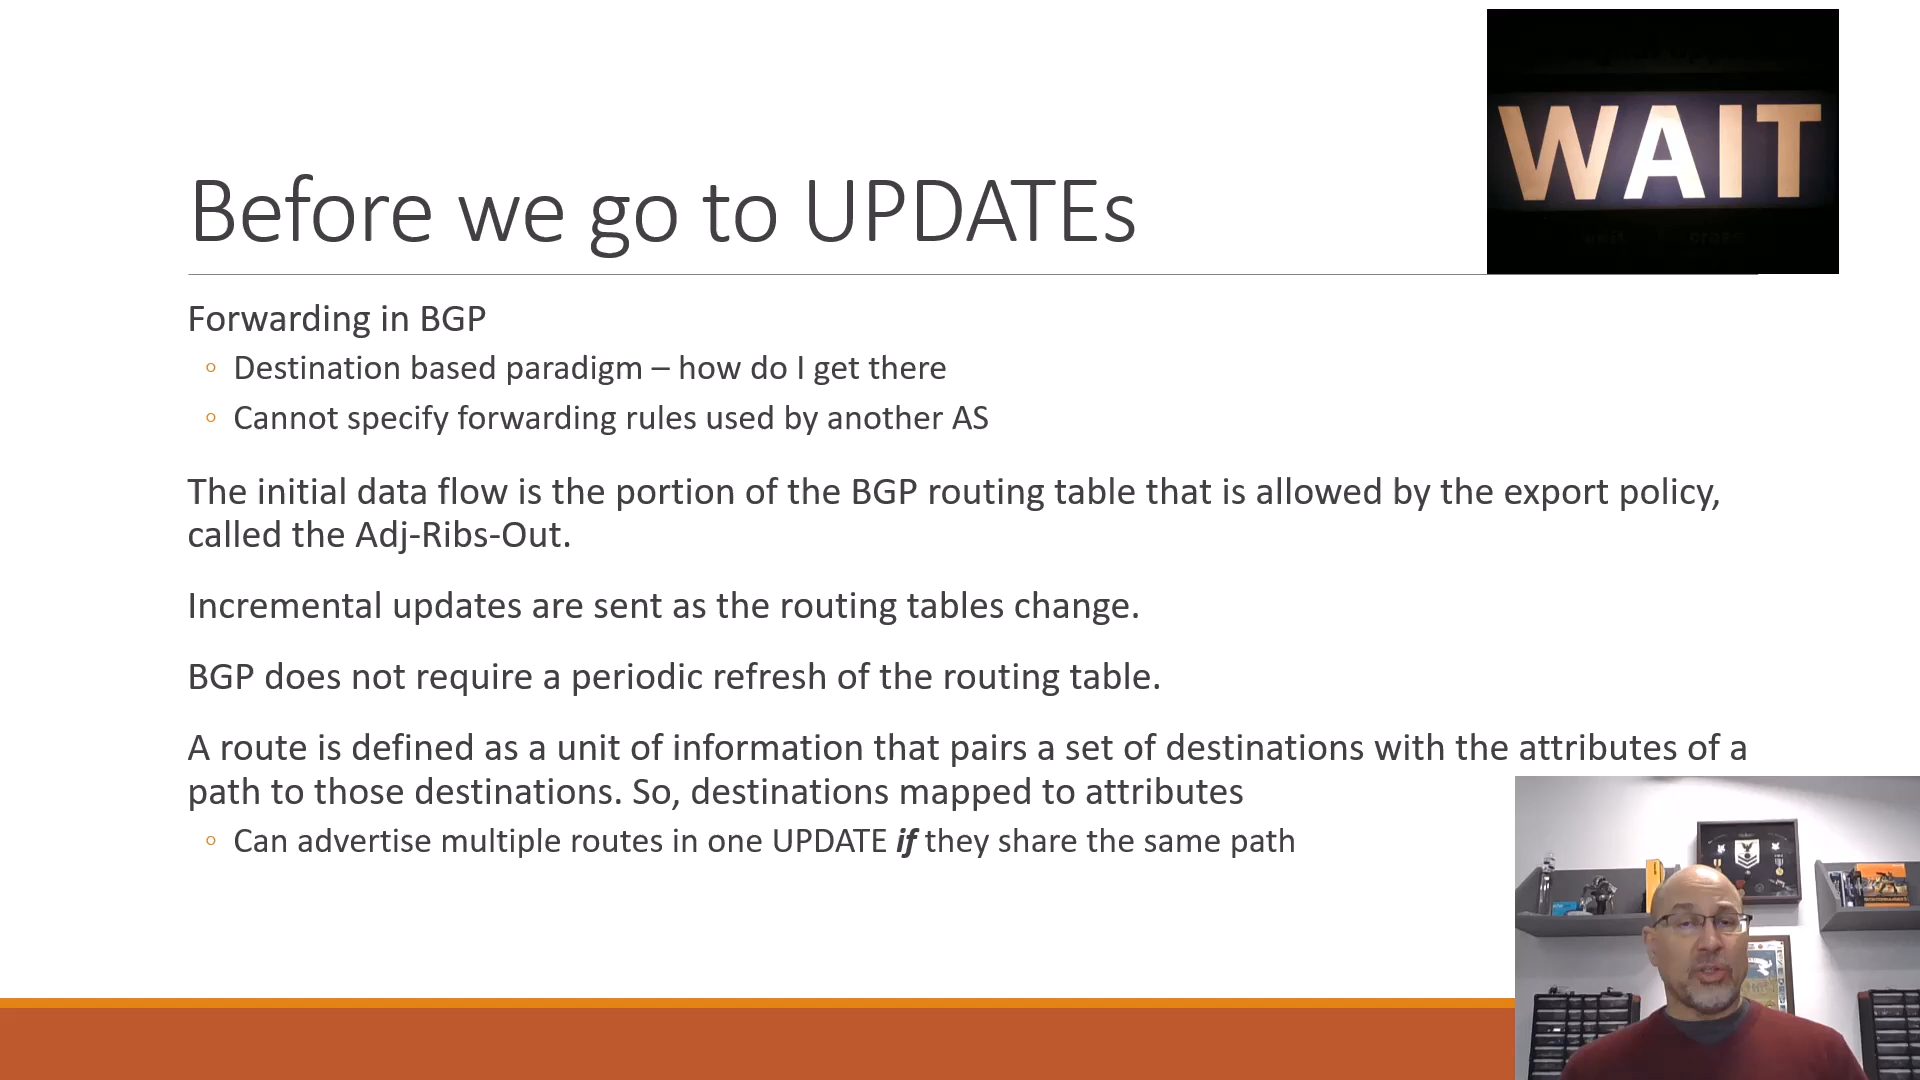 WAIT
Before we go to UPDATEs
Forwarding in BGP
◦ Destination based paradigm – how do I get there
◦ Cannot specify forwarding rules used by another AS
The initial data flow is the portion of the BGP routing table that is allowed by the export policy,
called the Adj-Ribs-Out.
Incremental updates are sent as the routing tables change.
BGP does not require a periodic refresh of the routing table.
A route is defined as a unit of information that pairs a set of destinations with the attributes of a
path to those destinations. So, destinations mapped to attributes
◦ Can advertise multiple routes in one UPDATE if they share the same path